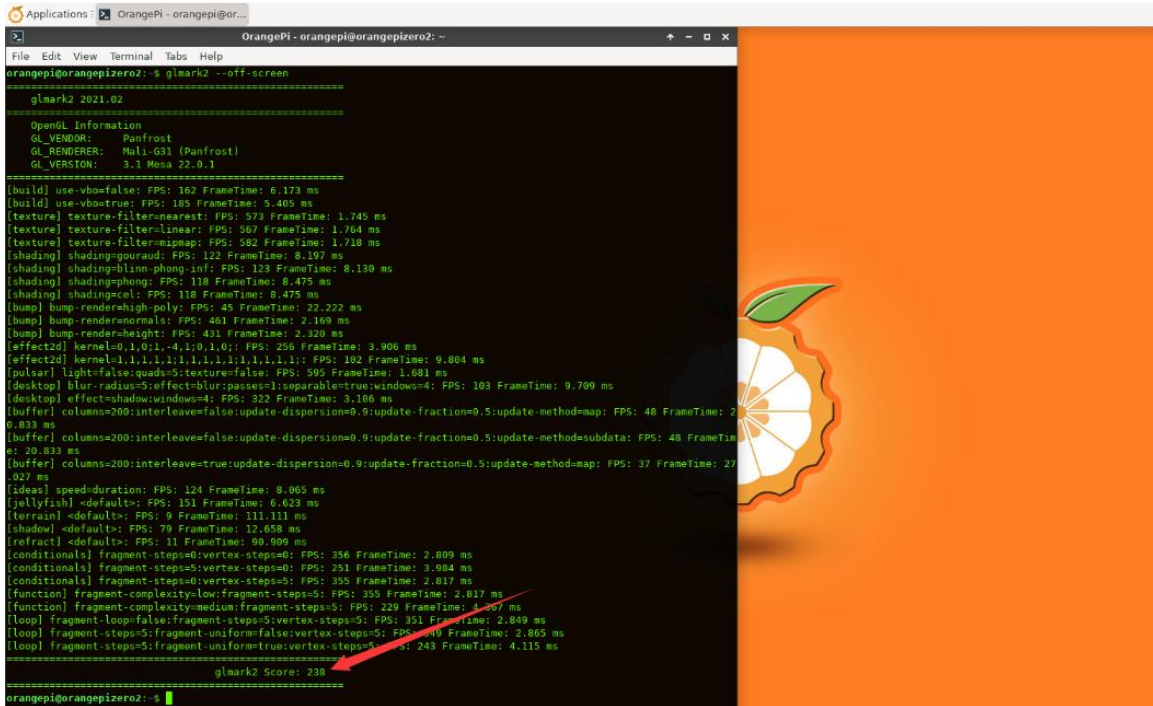 Applications
OrangePi - orangepi@or...
OrangePi - orangepi@orangepizero2: ~
File Edit View Terminal Tabs Help
orangepi@orangepizero2:~$ glmark2 --off-screen
=======================================================
glmark2 2021.02
=======================================================
OpenGL Information
GL_VENDOR: Panfrost
GL_RENDERER: Mali-G31 (Panfrost)
GL_VERSION: 3.1 Mesa 22.0.1
=======================================================
[build] use-vbo=false: FPS: 162 FrameTime: 6.173 ms
[build] use-vbo=true: FPS: 185 FrameTime: 5.405 ms
[texture] texture-filter=nearest: FPS: 573 FrameTime: 1.745 ms
[texture] texture-filter=linear: FPS: 567 FrameTime: 1.764 ms
[texture] texture-filter=mipmap: FPS: 582 FrameTime: 1.718 ms
[shading] shading=gouraud: FPS: 122 FrameTime: 8.197 ms
[shading] shading=blinn-phong-inf: FPS: 123 FrameTime: 8.130 ms
[shading] shading=phong: FPS: 118 FrameTime: 8.475 ms
[shading] shading=cel: FPS: 118 FrameTime: 8.475 ms
[bump] bump-render=high-poly: FPS: 45 FrameTime: 22.222 ms
[bump] bump-render=normals: FPS: 461 FrameTime: 2.169 ms
[bump] bump-render=height: FPS: 431 FrameTime: 2.320 ms
[effect2d] kernel=0,1,0;1,-4,1;0,1,0;: FPS: 256 FrameTime: 3.906 ms
[effect2d] kernel=1,1,1,1,1;1,1,1,1,1;1,1,1,1,1;: FPS: 102 FrameTime: 9.804 ms
[pulsar] light=false:quads=5:texture=false: FPS: 595 FrameTime: 1.681 ms
[desktop] blur-radius=5:effect=blur:passes=1:separable=true:windows=4: FPS: 103 FrameTime: 9.709 ms
[desktop] effect=shadow:windows=4: FPS: 322 FrameTime: 3.106 ms
[buffer] columns=200:interleave=false:update-dispersion=0.9:update-fraction=0.5:update-method=map: FPS: 48 FrameTime: 2
0.833 ms
[buffer] columns=200:interleave=false:update-dispersion=0.9:update-fraction=0.5:update-method=subdata: FPS: 48 FrameTim
e: 20.833 ms
[buffer] columns=200:interleave=true:update-dispersion=0.9:update-fraction=0.5:update-method=map: FPS: 37 FrameTime: 27
.027 ms
[ideas] speed=duration: FPS: 124 FrameTime: 8.065 ms
[jellyfish] <default>: FPS: 151 FrameTime: 6.623 ms
[terrain] <default>: FPS: 9 FrameTime: 111.111 ms
[shadow] <default>: FPS: 79 FrameTime: 12.658 ms
[refract] <default>: FPS: 11 FrameTime: 90.909 ms
[conditionals] fragment-steps=0:vertex-steps=0: FPS: 356 FrameTime: 2.809 ms
[conditionals] fragment-steps=5:vertex-steps=0: FPS: 251 FrameTime: 3.984 ms
[conditionals] fragment-steps=0:vertex-steps=5: FPS: 355 FrameTime: 2.817 ms
[function] fragment-complexity=low:fragment-steps=5: FPS: 355 FrameTime: 2.817 ms
[function] fragment-complexity=medium:fragment-steps=5: FPS: 229 FrameTime: 4.367 ms
[loop] fragment-loop=false:fragment-steps=5:vertex-steps=5: FPS: 351 FrameTime: 2.849 ms
[loop] fragment-steps=5:fragment-uniform=false:vertex-steps=5: FPS: 349 FrameTime: 2.865 ms
[loop] fragment-steps=5:fragment-uniform=true:vertex-steps=5: FPS: 243 FrameTime: 4.115 ms
=======================================================
glmark2 Score: 238
=======================================================
orangepi@orangepizero2:~$